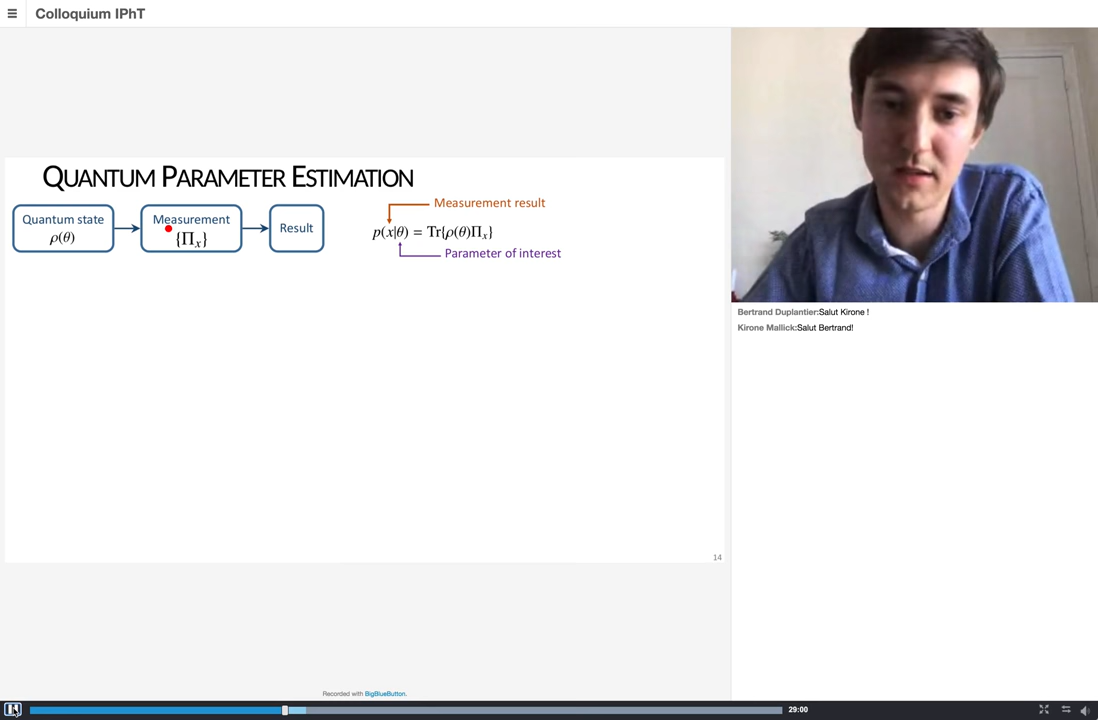 Colloquium IPhT
QUANTUM PARAMETER ESTIMATION
Quantum state
ρ(θ)
Measurement
{Πₓ}
Result
Measurement result
p(x|θ) = Tr{ρ(θ)Πₓ}
Parameter of interest
14
Bertrand Duplantier:Salut Kirone !
Kirone Mallick:Salut Bertrand!
Recorded with BigBlueButton.
29:00